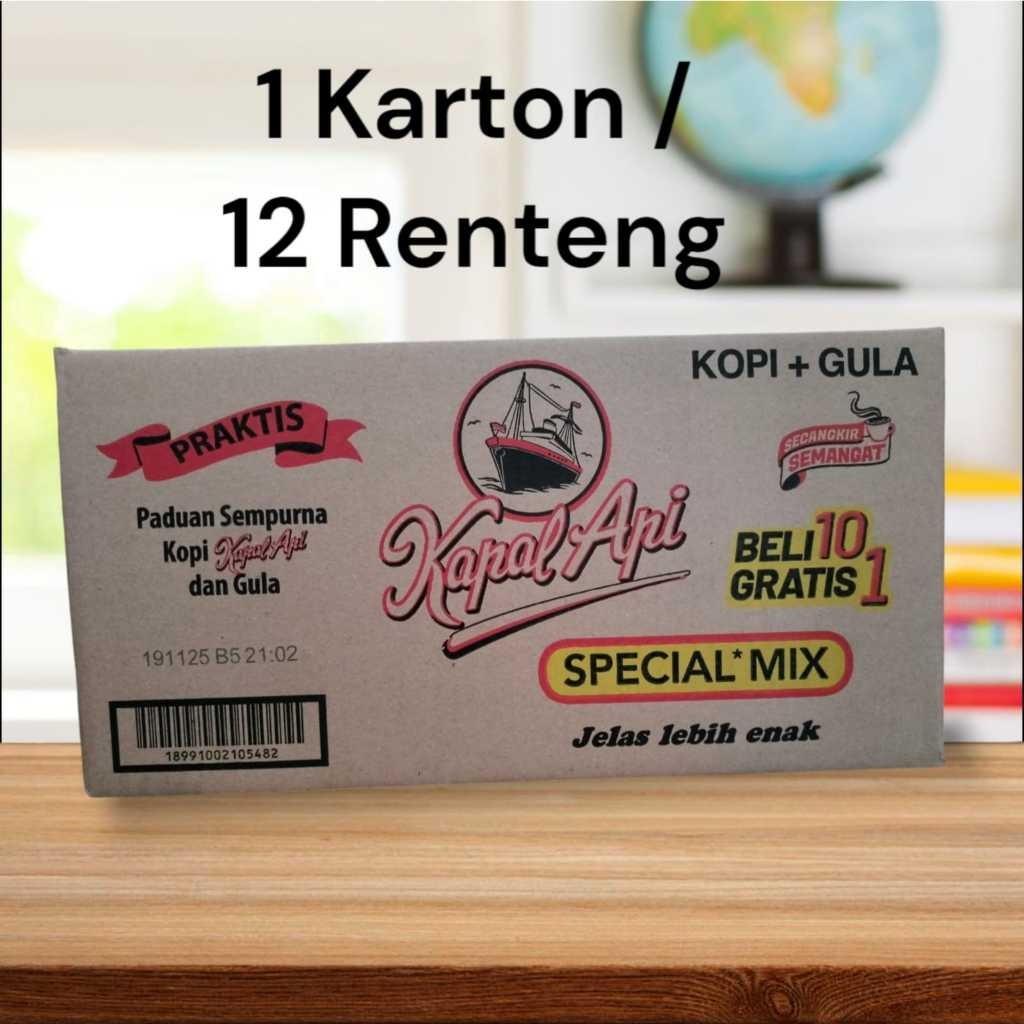 1 Karton /
12 Renteng
KOPI + GULA
PRAKTIS
SECANGKIR
SEMANGAT
Paduan Sempurna
Kopi Kapal Api
dan Gula
Kapal Api
BELI 10
GRATIS 1
191125 B5 21:02
SPECIAL* MIX
Jelas lebih enak
18991002105482